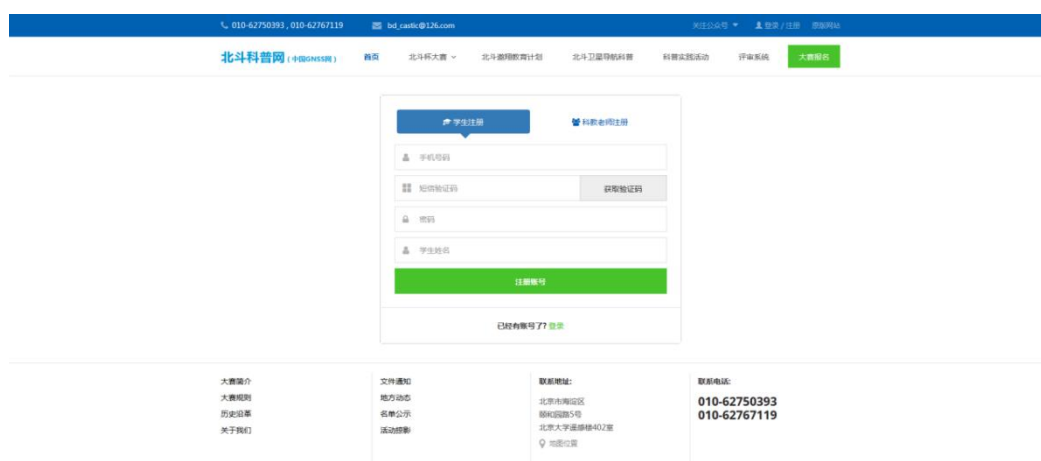 010-62750393 , 010-62767119 bd_castic@126.com 关注公众号 登录 / 注册 原版网站
北斗科普网 ( 中国GNSS网 ) 首页 北斗杯大赛 北斗翱翔教育计划 北斗卫星导航科普 科普实践活动 评审系统 大赛报名
学生注册 科教老师注册
手机号码
短信验证码 获取验证码
密码
学生姓名
注册账号
已经有账号了? 登录
大赛简介 文件通知 联系地址: 联系电话:
大赛规则 地方动态 北京市海淀区 010-62750393
历史沿革 名单公示 颐和园路5号 010-62767119
关于我们 活动掠影 北京大学遥感楼402室
地图位置